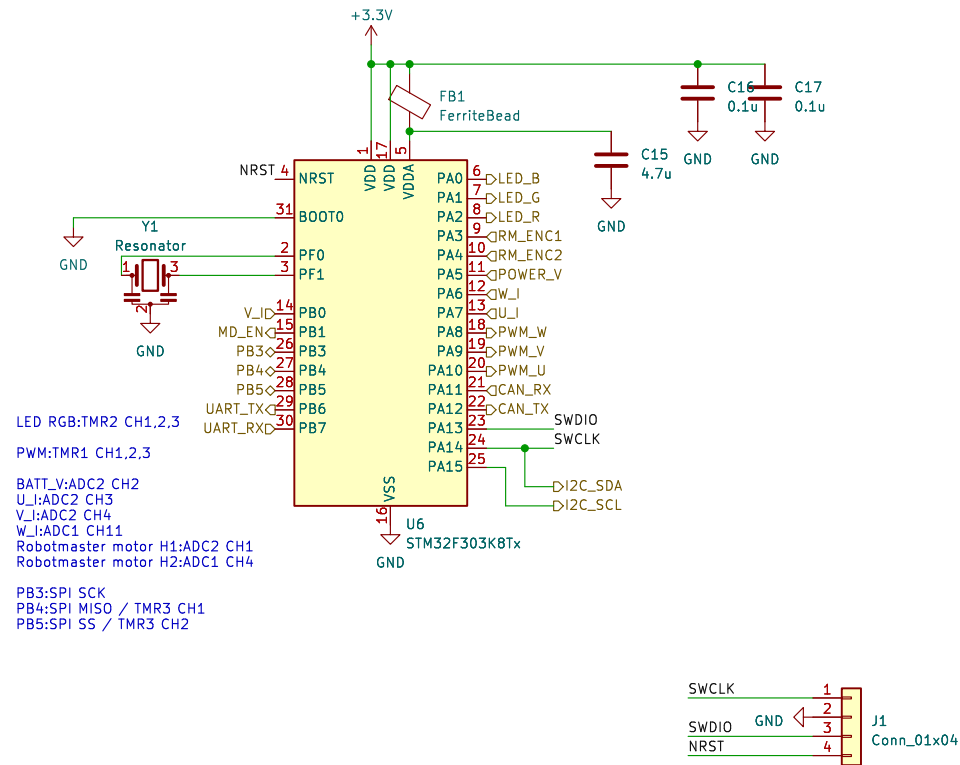 +3.3V
FB1
FerriteBead
C16
0.1u
C17
0.1u
GND
GND
C15
4.7u
GND
1
17
5
VDD
VDD
VDDA
NRST 4 NRST
31 BOOT0
GND
Y1
Resonator
1
3
2
GND
2 PF0
3 PF1
V_I 14 PB0
MD_EN 15 PB1
PB3 26 PB3
PB4 27 PB4
PB5 28 PB5
UART_TX 29 PB6
UART_RX 30 PB7
PA0 6 LED_B
PA1 7 LED_G
PA2 8 LED_R
PA3 9 RM_ENC1
PA4 10 RM_ENC2
PA5 11 POWER_V
PA6 12 W_I
PA7 13 U_I
PA8 18 PWM_W
PA9 19 PWM_V
PA10 20 PWM_U
PA11 21 CAN_RX
PA12 22 CAN_TX
PA13 23 SWDIO
PA14 24 SWCLK
PA15 25
I2C_SDA
I2C_SCL
VSS
16
GND
U6
STM32F303K8Tx
LED RGB:TMR2 CH1,2,3
PWM:TMR1 CH1,2,3
BATT_V:ADC2 CH2
U_I:ADC2 CH3
V_I:ADC2 CH4
W_I:ADC1 CH11
Robotmaster motor H1:ADC2 CH1
Robotmaster motor H2:ADC1 CH4
PB3:SPI SCK
PB4:SPI MISO / TMR3 CH1
PB5:SPI SS / TMR3 CH2
SWCLK 1
GND 2
SWDIO 3
NRST 4
J1
Conn_01x04